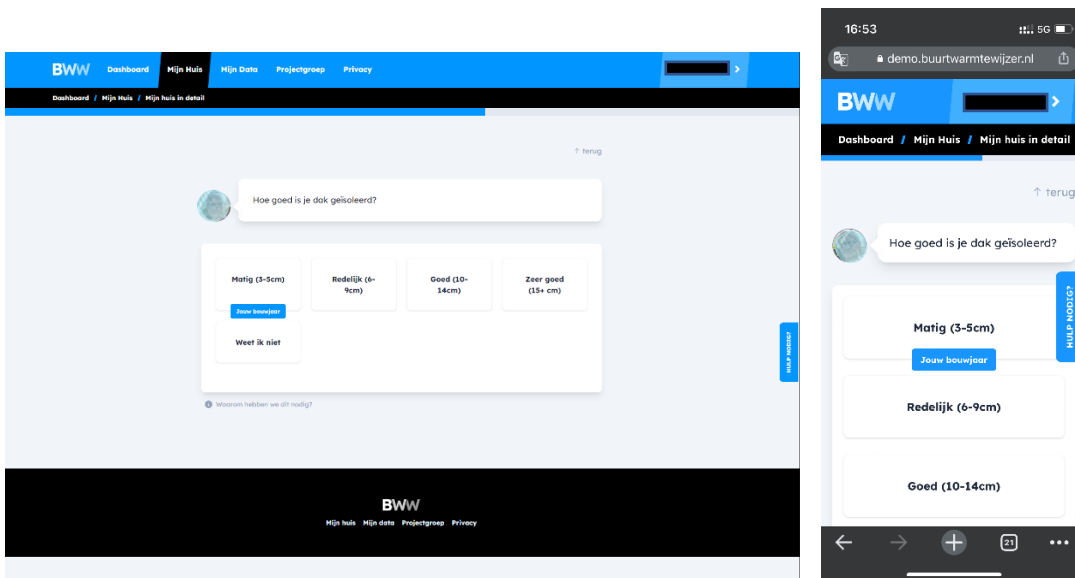 BWW
Dashboard Mijn Huis Mijn Data Projectgroep Privacy
Dashboard / Mijn Huis / Mijn huis in detail
↑ terug
Hoe goed is je dak geïsoleerd?
Matig (3-5cm)
Jouw bouwjaar
Redelijk (6-
9cm)
Goed (10-
14cm)
Zeer goed
(15+ cm)
Weet ik niet
Waarom hebben we dit nodig?
HULP NODIG?
BWW
Mijn huis Mijn data Projectgroep Privacy
16:53
5G
demo.buurtwarmtewijzer.nl
BWW
Dashboard / Mijn Huis / Mijn huis in detail
↑ terug
Hoe goed is je dak geïsoleerd?
HULP NODIG?
Matig (3-5cm)
Jouw bouwjaar
Redelijk (6-9cm)
Goed (10-14cm)
21